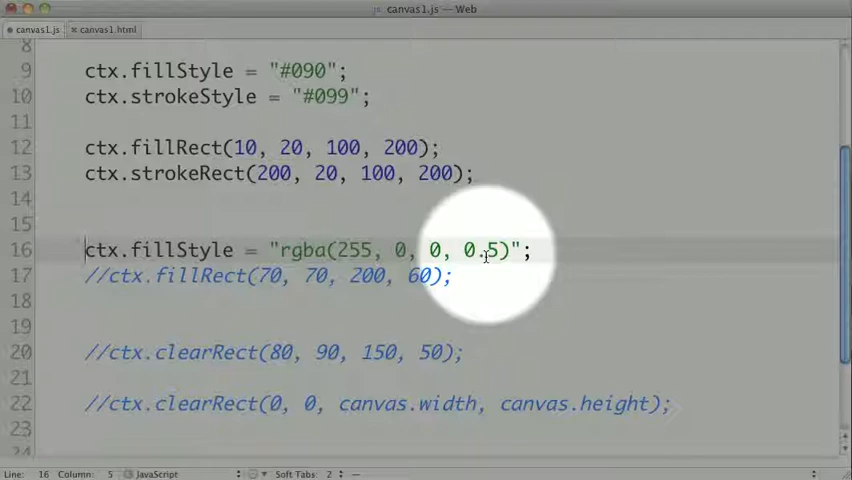 canvas1.js — Web
canvas1.js
canvas1.html
8
9 ctx.fillStyle = "#090";
10 ctx.strokeStyle = "#099";
11
12 ctx.fillRect(10, 20, 100, 200);
13 ctx.strokeRect(200, 20, 100, 200);
14
15
16 ctx.fillStyle = "rgba(255, 0, 0, 0.5)";
17 //ctx.fillRect(70, 70, 200, 60);
18
19
20 //ctx.clearRect(80, 90, 150, 50);
21
22 //ctx.clearRect(0, 0, canvas.width, canvas.height);
23
24
Line: 16 Column: 5 JavaScript Soft Tabs: 2 —